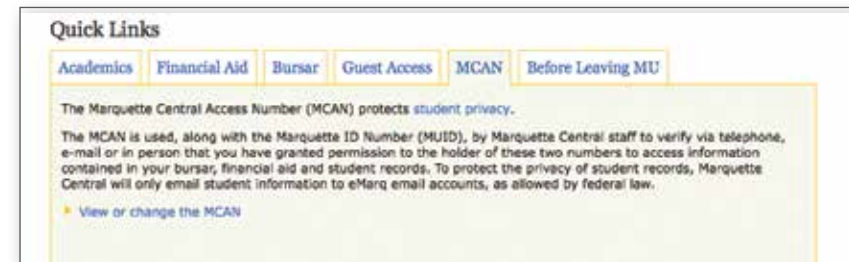 Quick Links
Academics Financial Aid Bursar Guest Access MCAN Before Leaving MU
The Marquette Central Access Number (MCAN) protects student privacy.
The MCAN is used, along with the Marquette ID Number (MUID), by Marquette Central staff to verify via telephone,
e-mail or in person that you have granted permission to the holder of these two numbers to access information
contained in your bursar, financial aid and student records. To protect the privacy of student records, Marquette
Central will only email student information to eMarq email accounts, as allowed by federal law.
View or change the MCAN